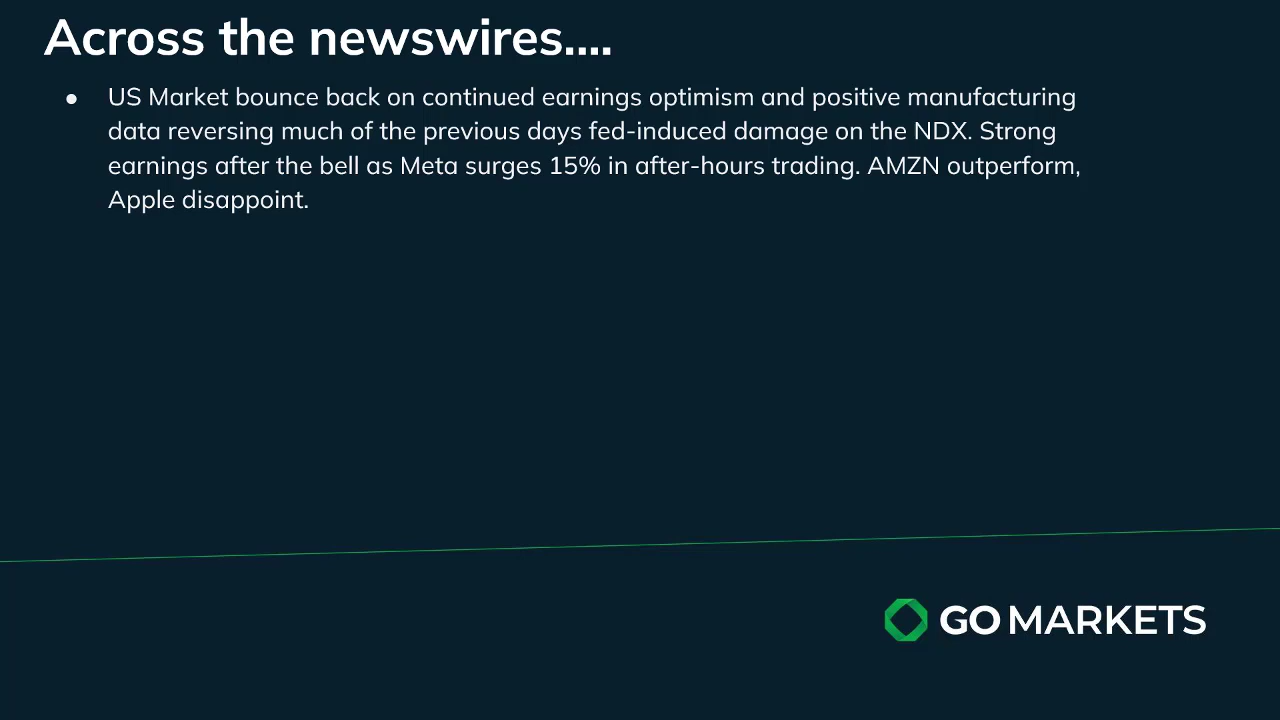 Across the newswires....
● US Market bounce back on continued earnings optimism and positive manufacturing
data reversing much of the previous days fed-induced damage on the NDX. Strong
earnings after the bell as Meta surges 15% in after-hours trading. AMZN outperform,
Apple disappoint.
GO MARKETS